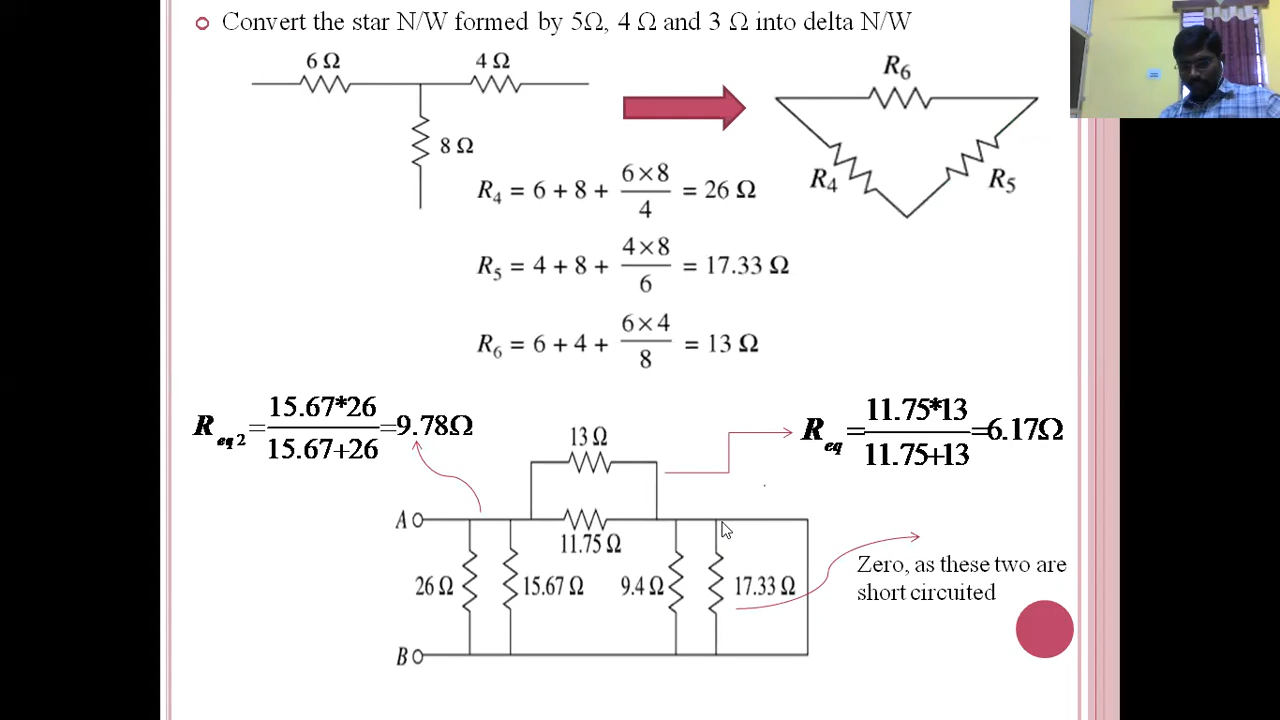 Convert the star N/W formed by 5Ω, 4 Ω and 3 Ω into delta N/W
6 Ω
4 Ω
8 Ω
R6
R4
R5
R4 = 6 + 8 + 6×8/4 = 26 Ω
R5 = 4 + 8 + 4×8/6 = 17.33 Ω
R6 = 6 + 4 + 6×4/8 = 13 Ω
R eq 2 = 15.67*26/15.67+26 = 9.78Ω
R eq = 11.75*13/11.75+13 = 6.17Ω
13 Ω
A
11.75 Ω
26 Ω
15.67 Ω
9.4 Ω
17.33 Ω
B
Zero, as these two are
short circuited